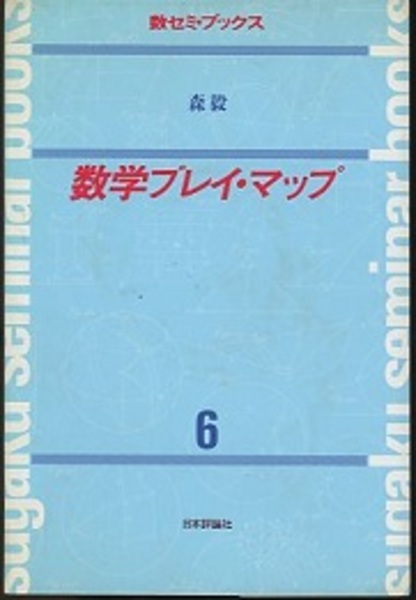 数セミ・ブックス
森 毅
数学プレイ・マップ
6
日本評論社
sugaku seminar books
sugaku seminar books